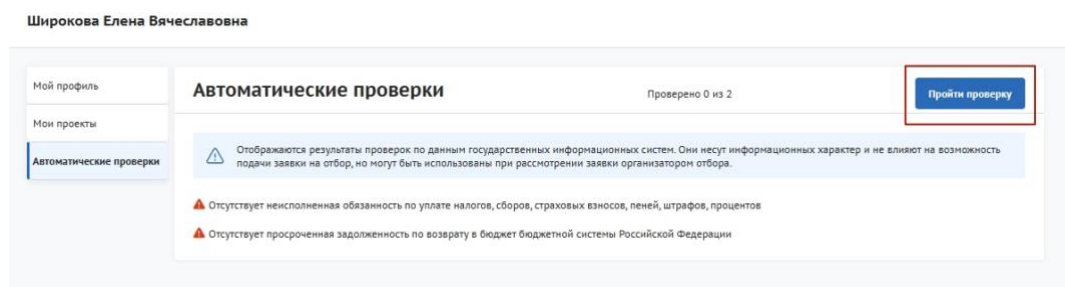 Широкова Елена Вячеславовна
Мой профиль
Мои проекты
Автоматические проверки
Автоматические проверки
Проверено 0 из 2
Пройти проверку
Отображаются результаты проверок по данным государственных информационных систем. Они несут информационных характер и не влияют на возможность
подачи заявки на отбор, но могут быть использованы при рассмотрении заявки организатором отбора.
Отсутствует неисполненная обязанность по уплате налогов, сборов, страховых взносов, пеней, штрафов, процентов
Отсутствует просроченная задолженность по возврату в бюджет бюджетной системы Российской Федерации